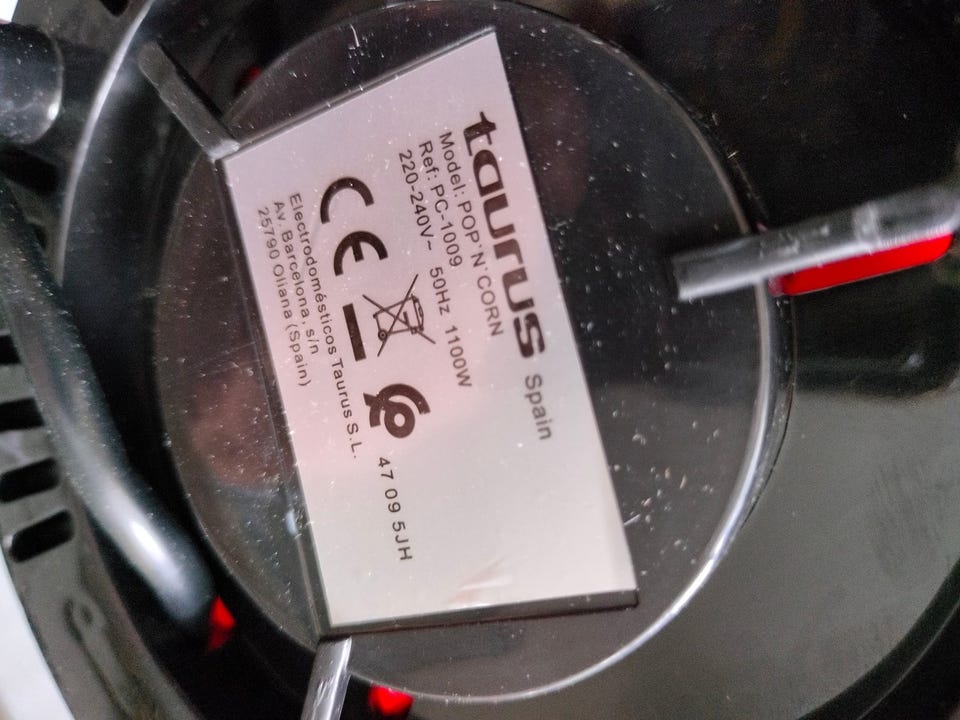 taurus Spain
Model: POP'N'CORN
Ref: PC-1009
220-240V~ 50Hz 1100W
CE 47 09 5JH
Electrodomésticos Taurus S.L.
Av. Barcelona, s/n
25790 Oliana (Spain)